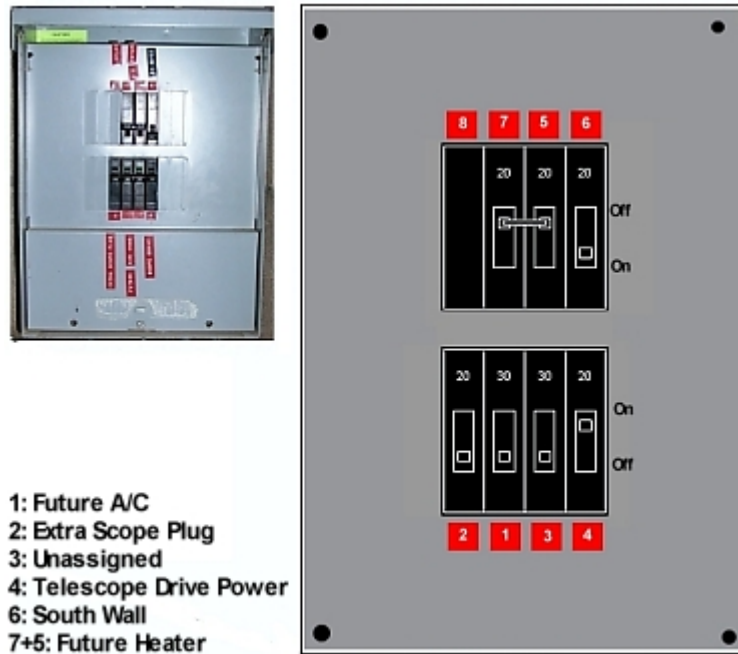 8 7 5 6
20 20 20
Off
On
20 30 30 20
On
Off
2 1 3 4
1: Future A/C
2: Extra Scope Plug
3: Unassigned
4: Telescope Drive Power
6: South Wall
7+5: Future Heater